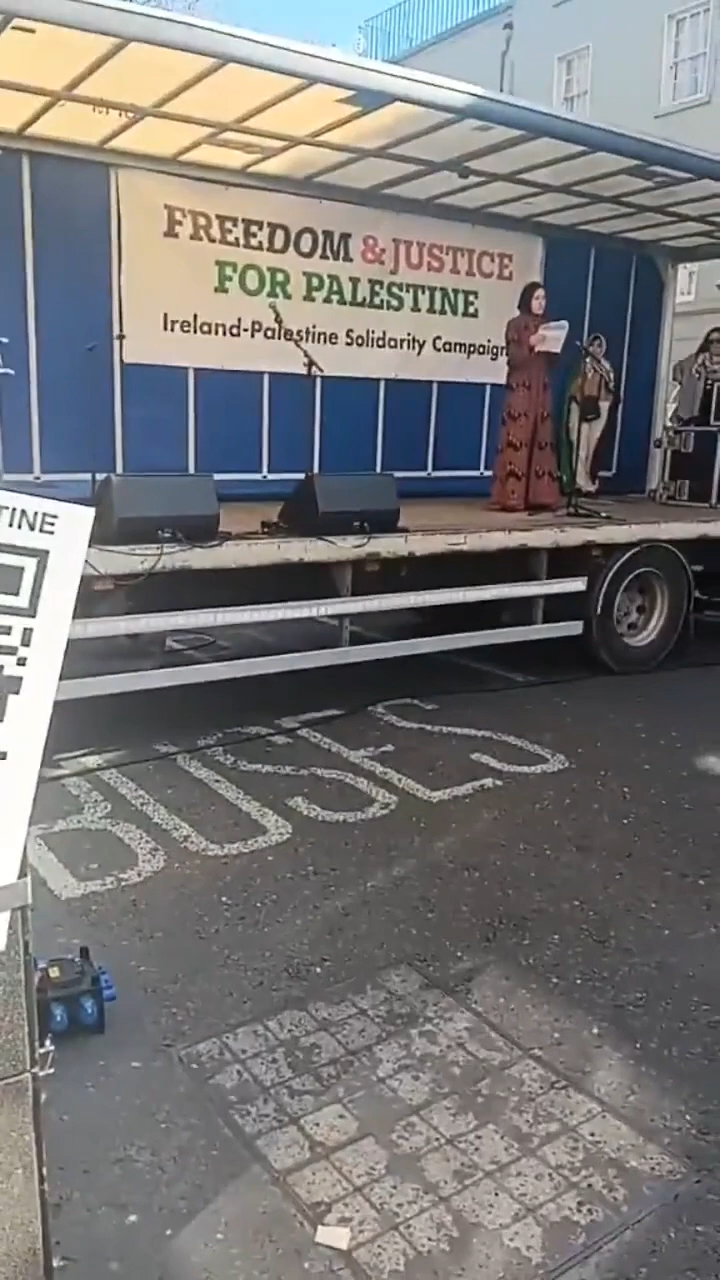 FREEDOM & JUSTICE
FOR PALESTINE
Ireland-Palestine Solidarity Campaign
TINE
BUSES